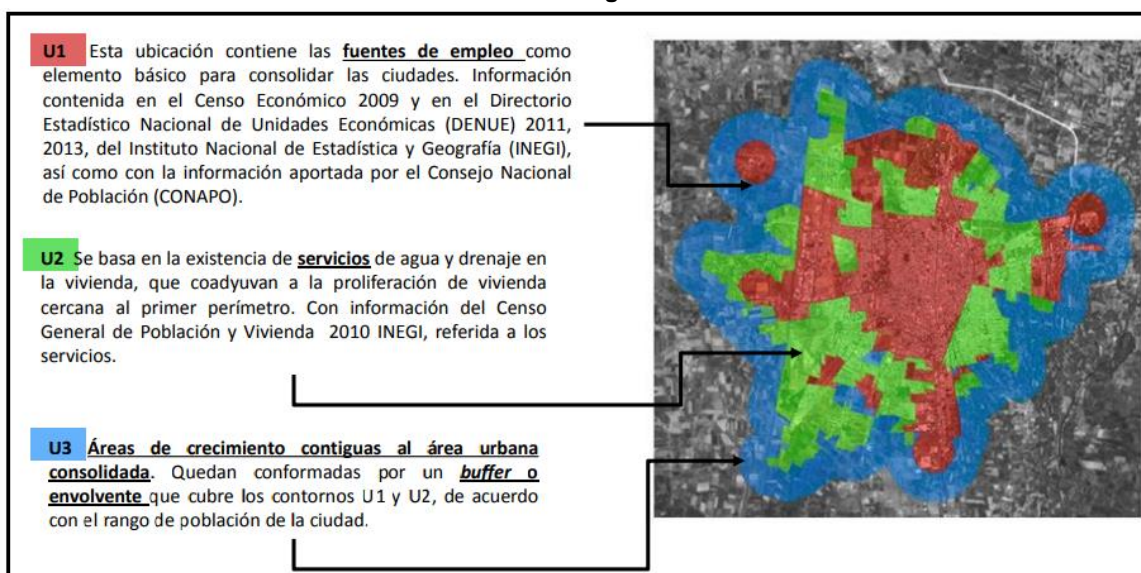 U1 Esta ubicación contiene las fuentes de empleo como
elemento básico para consolidar las ciudades. Información
contenida en el Censo Económico 2009 y en el Directorio
Estadístico Nacional de Unidades Económicas (DENUE) 2011,
2013, del Instituto Nacional de Estadística y Geografía (INEGI),
así como con la información aportada por el Consejo Nacional
de Población (CONAPO).
U2 Se basa en la existencia de servicios de agua y drenaje en
la vivienda, que coadyuvan a la proliferación de vivienda
cercana al primer perímetro. Con información del Censo
General de Población y Vivienda 2010 INEGI, referida a los
servicios.
U3 Áreas de crecimiento contiguas al área urbana
consolidada. Quedan conformadas por un buffer o
envolvente que cubre los contornos U1 y U2, de acuerdo
con el rango de población de la ciudad.